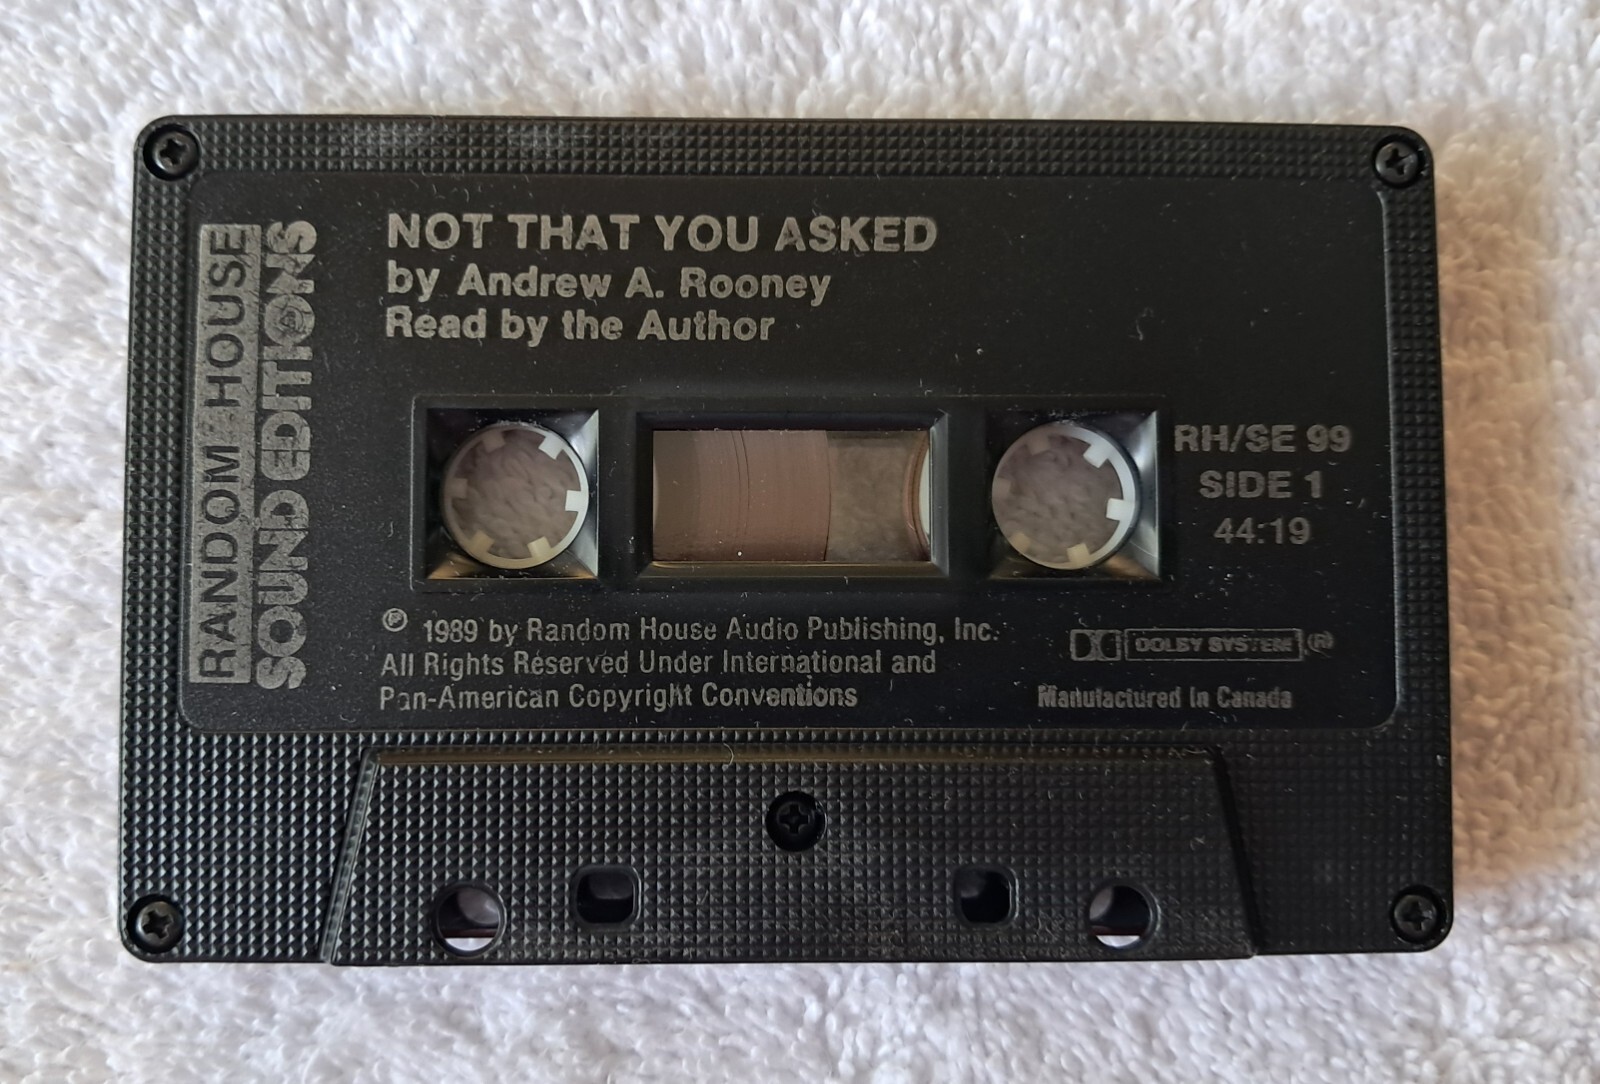 RANDOM HOUSE
SOUND EDITIONS
NOT THAT YOU ASKED
by Andrew A. Rooney
Read by the Author
RH/SE 99
SIDE 1
44:19
℗ 1989 by Random House Audio Publishing, Inc.
All Rights Reserved Under International and
Pan-American Copyright Conventions
DOLBY SYSTEM ®
Manufactured In Canada